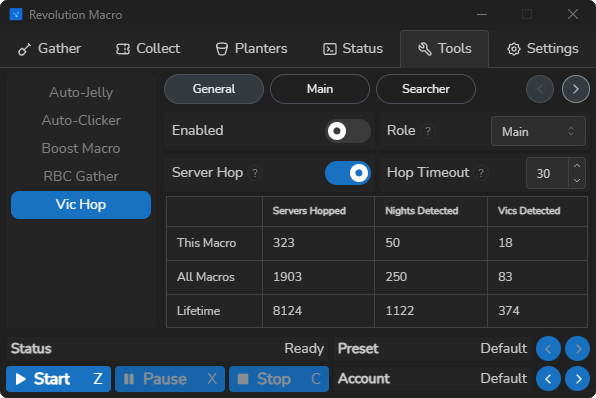 Revolution Macro
Gather Collect Planters Status Tools Settings
Auto-Jelly
Auto-Clicker
Boost Macro
RBC Gather
Vic Hop
General Main Searcher
Enabled Role ? Main
Server Hop ? Hop Timeout ? 30
Servers Hopped Nights Detected Vics Detected
This Macro 323 50 18
All Macros 1903 250 83
Lifetime 8124 1122 374
Status Ready Preset Default
Start Z Pause X Stop C Account Default